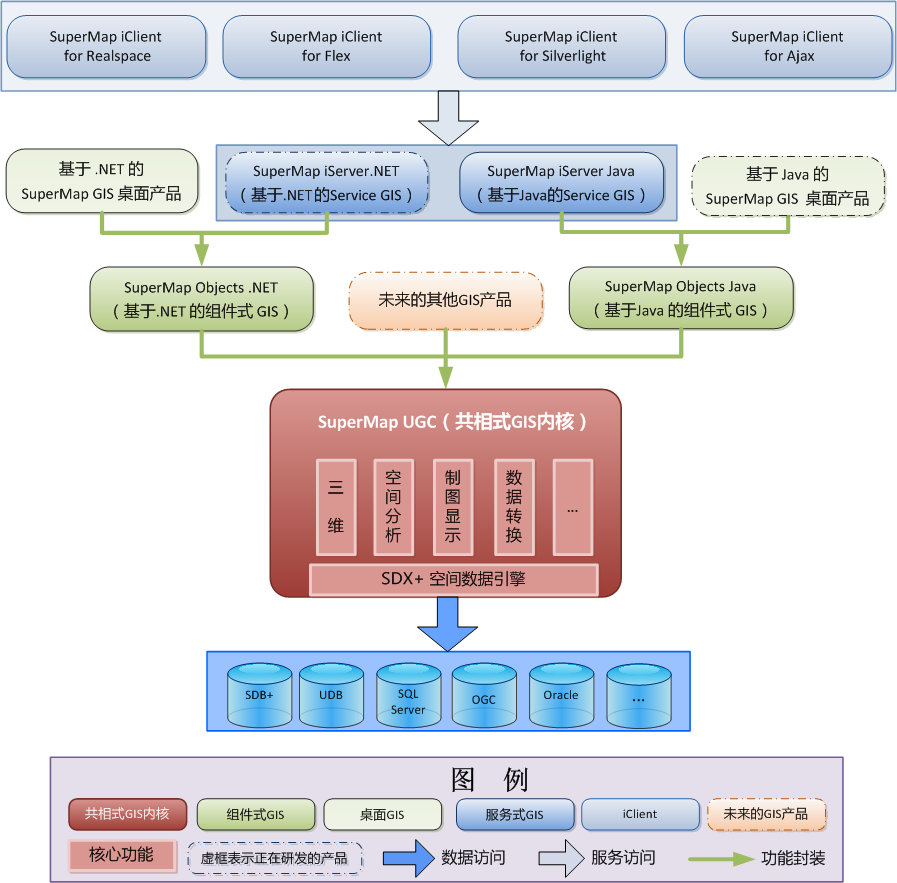 SuperMap iClient
for Realspace
SuperMap iClient
for Flex
SuperMap iClient
for Silverlight
SuperMap iClient
for Ajax
基于 .NET 的
SuperMap GIS 桌面产品
SuperMap iServer.NET
（基于.NET的Service GIS）
SuperMap iServer Java
（基于Java的Service GIS）
基于 Java 的
SuperMap GIS 桌面产品
SuperMap Objects .NET
（基于.NET 的组件式 GIS）
未来的其他GIS产品
SuperMap Objects Java
（基于Java 的组件式 GIS）
SuperMap UGC（共相式GIS内核）
三维
空间分析
制图显示
数据转换
...
SDX+ 空间数据引擎
SDB+
UDB
SQL
Server
OGC
Oracle
...
图 例
共相式GIS内核
组件式GIS
桌面GIS
服务式GIS
iClient
未来的GIS产品
核心功能
虚框表示正在研发的产品
数据访问
服务访问
功能封装